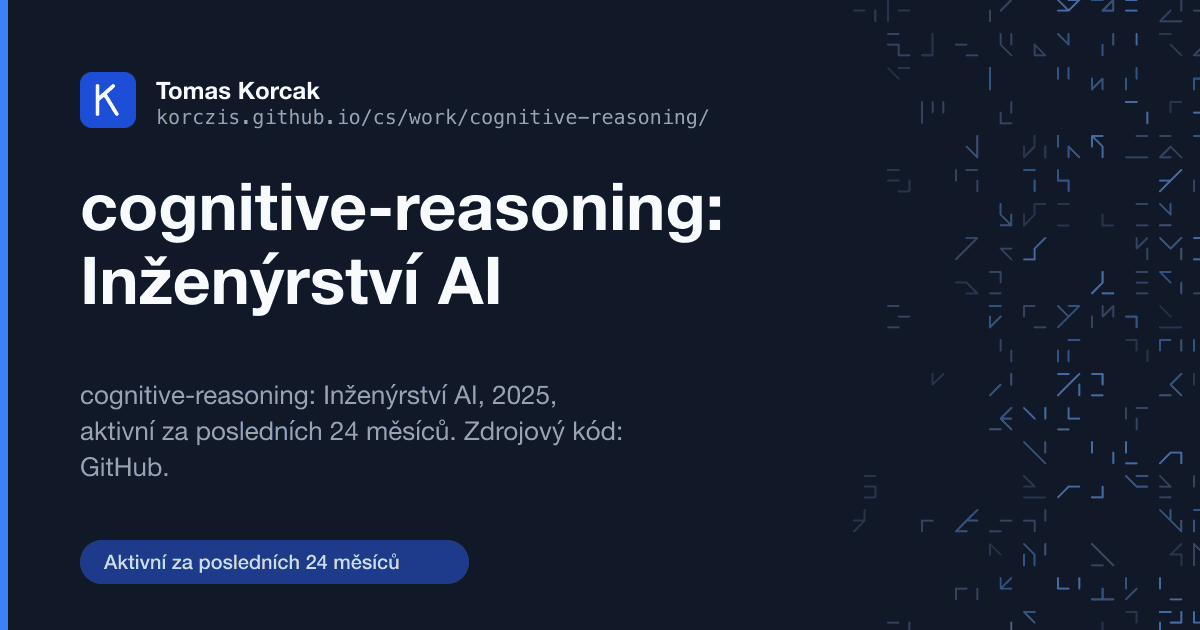 K
Tomas Korcak
korczis.github.io/cs/work/cognitive-reasoning/
cognitive-reasoning:
Inženýrství AI
cognitive-reasoning: Inženýrství AI, 2025,
aktivní za posledních 24 měsíců. Zdrojový kód:
GitHub.
Aktivní za posledních 24 měsíců